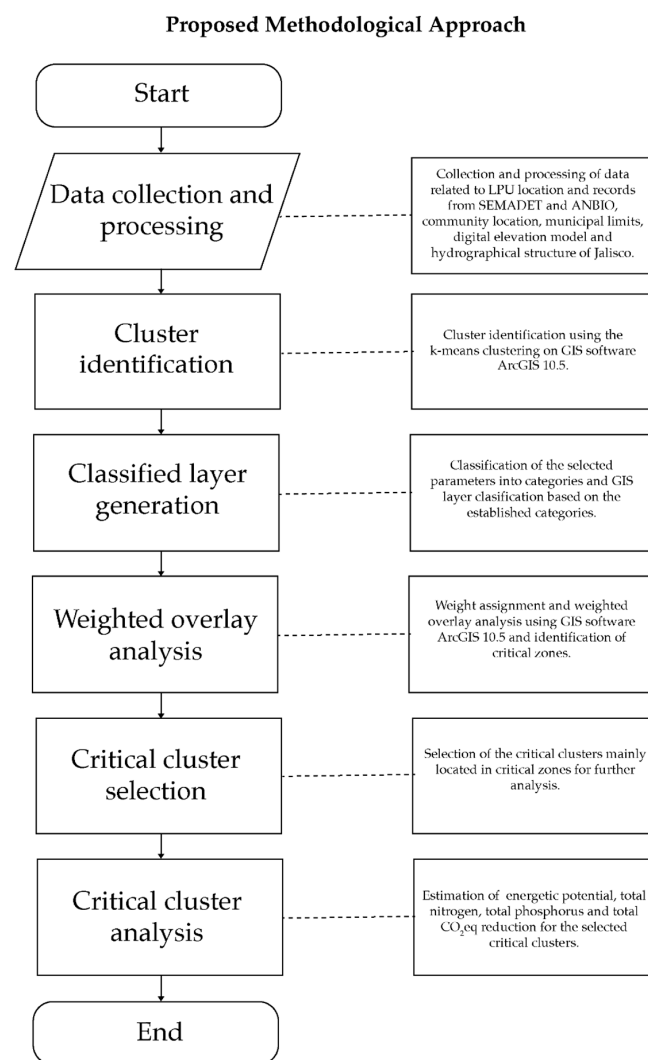 Proposed Methodological Approach
Start
Data collection and
processing
Collection and processing of data
related to LPU location and records
from SEMADET and ANBIO,
community location, municipal limits,
digital elevation model and
hydrographical structure of Jalisco.
Cluster
identification
Cluster identification using the
k-means clustering on GIS software
ArcGIS 10.5.
Classified layer
generation
Classification of the selected
parameters into categories and GIS
layer clasification based on the
established categories.
Weighted overlay
analysis
Weight assignment and weighted
overlay analysis using GIS software
ArcGIS 10.5 and identification of
critical zones.
Critical cluster
selection
Selection of the critical clusters mainly
located in critical zones for further
analysis.
Critical cluster
analysis
Estimation of energetic potential, total
nitrogen, total phosphorus and total
CO₂eq reduction for the selected
critical clusters.
End